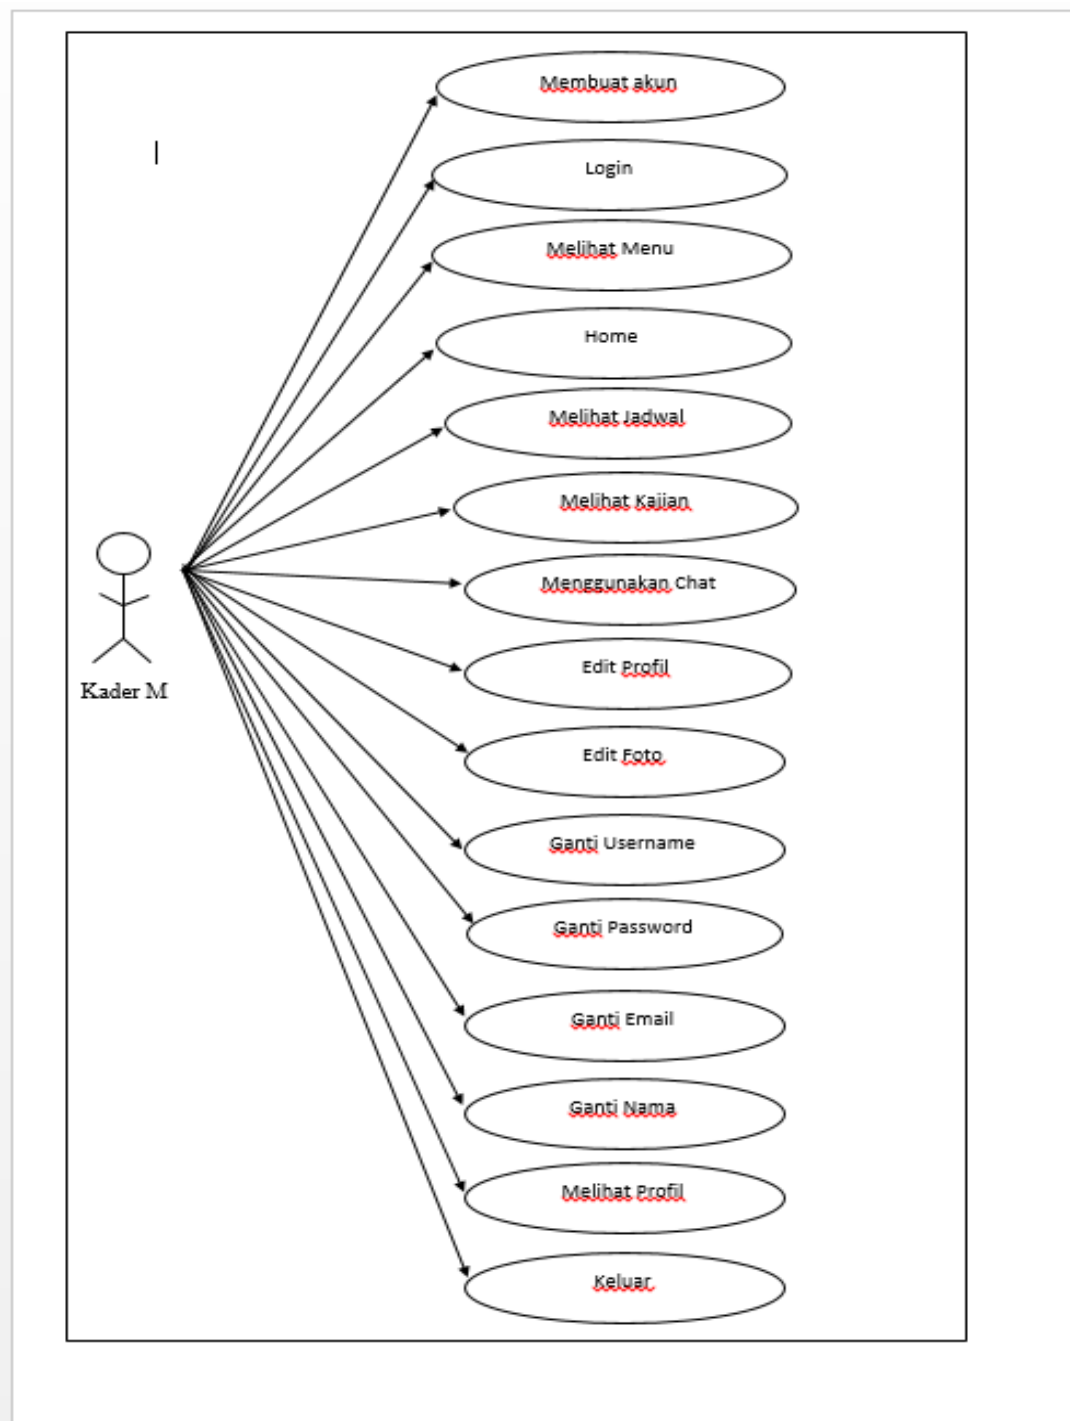 Membuat akun
Login
Melihat Menu
Home
Melihat Jadwal
Melihat Kajian
Menggunakan Chat
Edit Profil
Kader M
Edit Foto
Ganti Username
Ganti Password
Ganti Email
Ganti Nama
Melihat Profil
Keluar